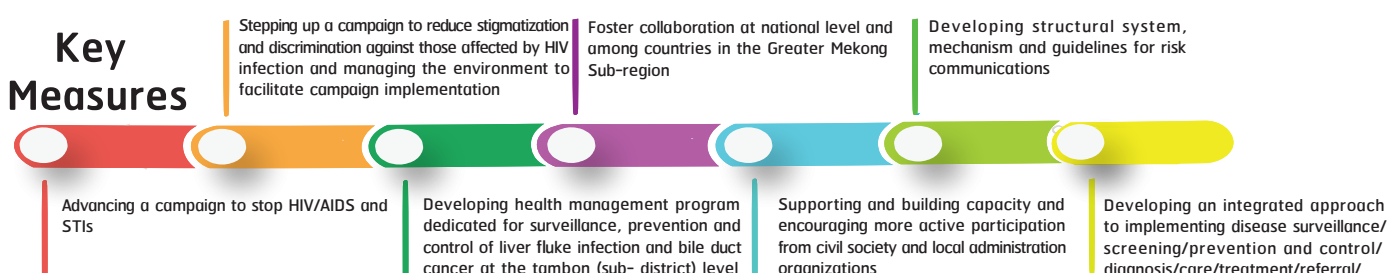 Key
Measures
Stepping up a campaign to reduce stigmatization
and discrimination against those affected by HIV
infection and managing the environment to
facilitate campaign implementation
Foster collaboration at national level and
among countries in the Greater Mekong
Sub-region
Developing structural system,
mechanism and guidelines for risk
communications
Advancing a campaign to stop HIV/AIDS and
STIs
Developing health management program
dedicated for surveillance, prevention and
control of liver fluke infection and bile duct
cancer at the tambon (sub- district) level
Supporting and building capacity and
encouraging more active participation
from civil society and local administration
organizations
Developing an integrated approach
to implementing disease surveillance/
screening/prevention and control/
diagnosis/care/treatment/referral/